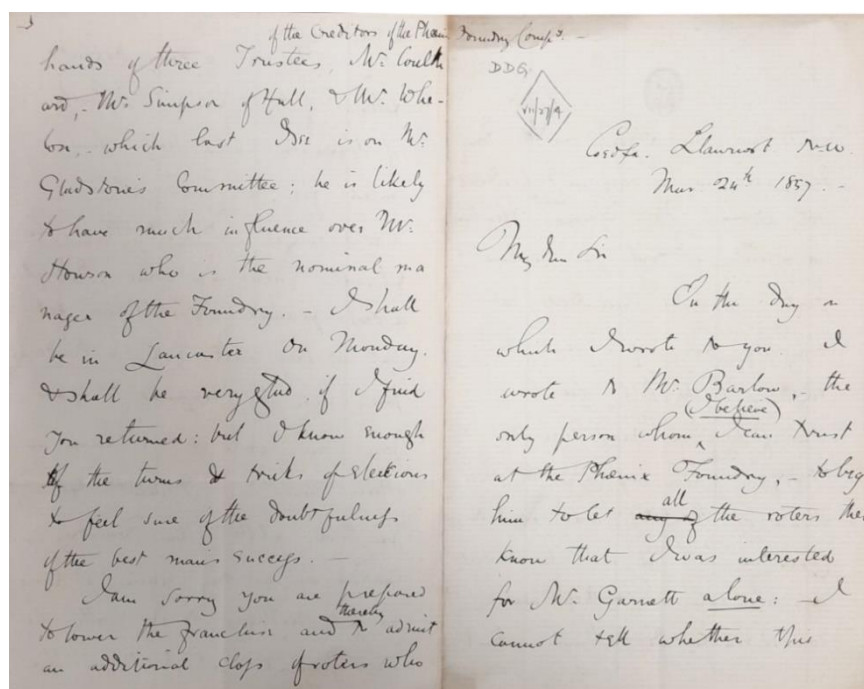 of the Creditors of the Phœnix Foundry Compy. —
hands of three Trustees, Mr. Coulth
ard, - Mr. Simpson of Hull, & Mr. Whe-
lon, - which last I see is on Mr.
Gladstone's Committee; he is likely
to have much influence over Mr.
Howson who is the nominal ma
nager of the Foundry. - I shall
be in Lancaster on Monday.
& shall be very glad if I find
you returned: but I know enough
of the turns & tricks of elections
to feel sure of the doubtfulness
of the best man's success. —
I am sorry you are prepared
to lower the franchise and thereby to admit
an additional class of voters who
DDQ
Coedfa. Llanrwst N.W.
Mar 24th 1857. -
My dear Sir
On the day on
which I wrote to you I
wrote to Mr. Barlow, - the
only person whom (I believe) I can trust
at the Phœnix Foundry, - to beg
him to let any of all the voters there
know that I was interested
for Mr. Garnett alone: - I
cannot tell whether this